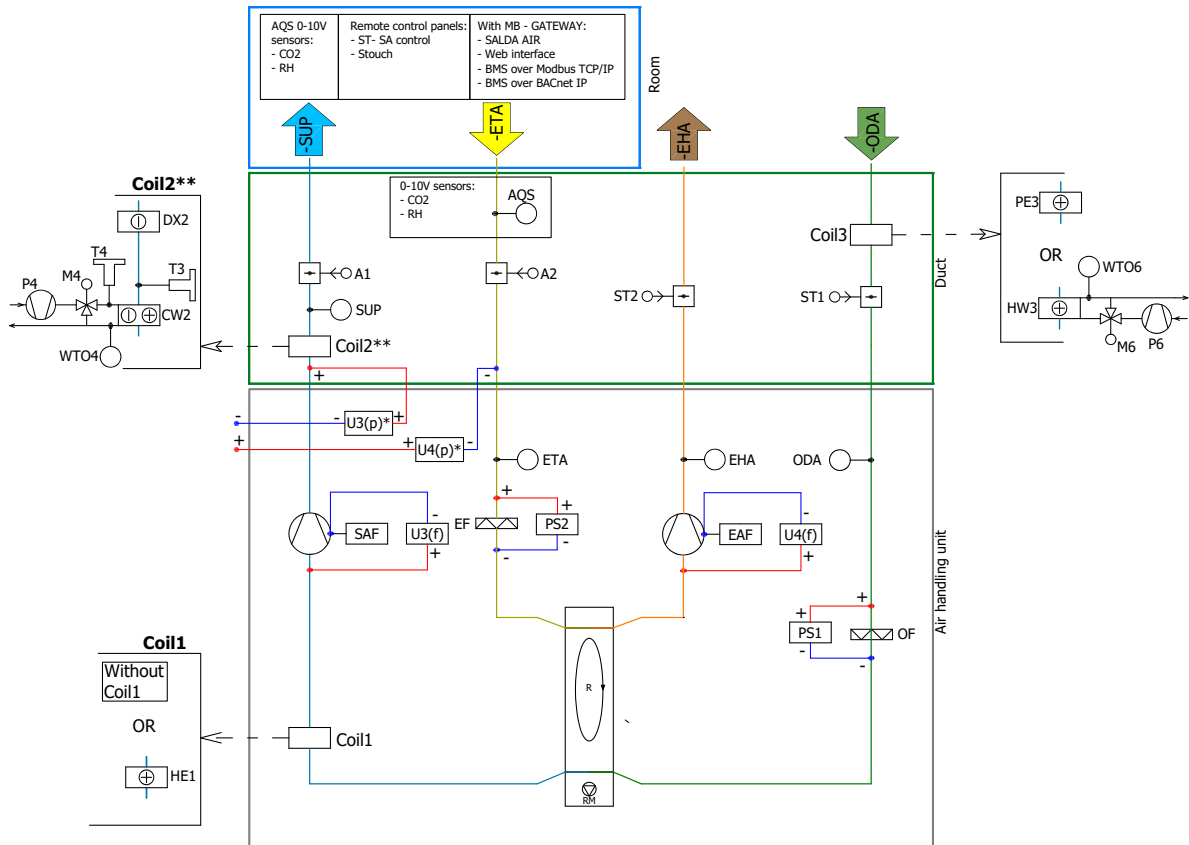 AQS 0-10V
sensors:
- CO2
- RH
Remote control panels:
- ST- SA control
- Stouch
With MB - GATEWAY:
- SALDA AIR
- Web interface
- BMS over Modbus TCP/IP
- BMS over BACnet IP
Room
-SUP
-ETA
-EHA
-ODA
Coil2**
DX2
T4
T3
M4
P4
CW2
WTO4
0-10V sensors:
- CO2
- RH
AQS
A1
A2
ST2
ST1
SUP
Coil2**
Coil3
Duct
PE3
OR
WTO6
HW3
M6
P6
+
-
-
- U3(p)* +
+
+ U4(p)* -
ETA
EHA
ODA
SAF
-
U3(f)
+
EF
+
+
PS2
-
-
EAF
-
U4(f)
+
+
+
PS1
OF
-
-
Air handling unit
Coil1
Without
Coil1
OR
HE1
Coil1
R
RM